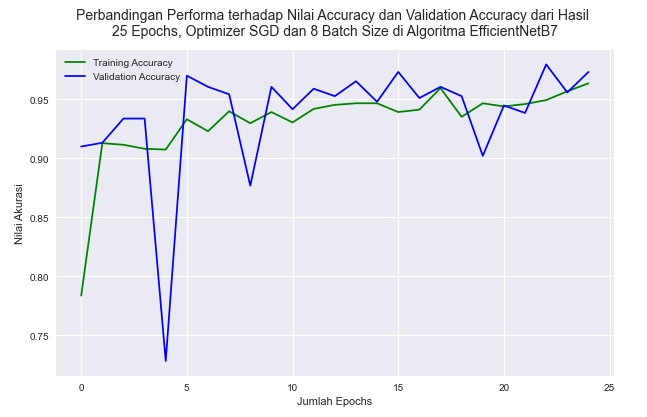 Perbandingan Performa terhadap Nilai Accuracy dan Validation Accuracy dari Hasil
25 Epochs, Optimizer SGD dan 8 Batch Size di Algoritma EfficientNetB7
Training Accuracy
Validation Accuracy
0.95
0.90
0.85
0.80
0.75
Nilai Akurasi
0
5
10
15
20
25
Jumlah Epochs